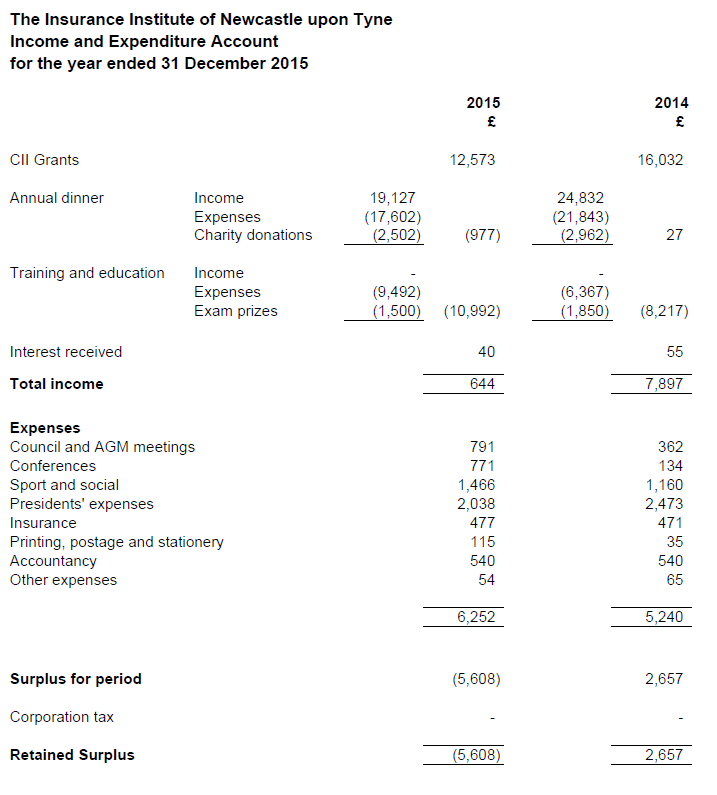 The Insurance Institute of Newcastle upon Tyne
Income and Expenditure Account
for the year ended 31 December 2015
2015 2014
£ £
CII Grants 12,573 16,032
Annual dinner Income 19,127 24,832
Expenses (17,602) (21,843)
Charity donations (2,502) (977) (2,962) 27
Training and education Income - -
Expenses (9,492) (6,367)
Exam prizes (1,500) (10,992) (1,850) (8,217)
Interest received 40 55
Total income 644 7,897
Expenses
Council and AGM meetings 791 362
Conferences 771 134
Sport and social 1,466 1,160
Presidents' expenses 2,038 2,473
Insurance 477 471
Printing, postage and stationery 115 35
Accountancy 540 540
Other expenses 54 65
6,252 5,240
Surplus for period (5,608) 2,657
Corporation tax - -
Retained Surplus (5,608) 2,657